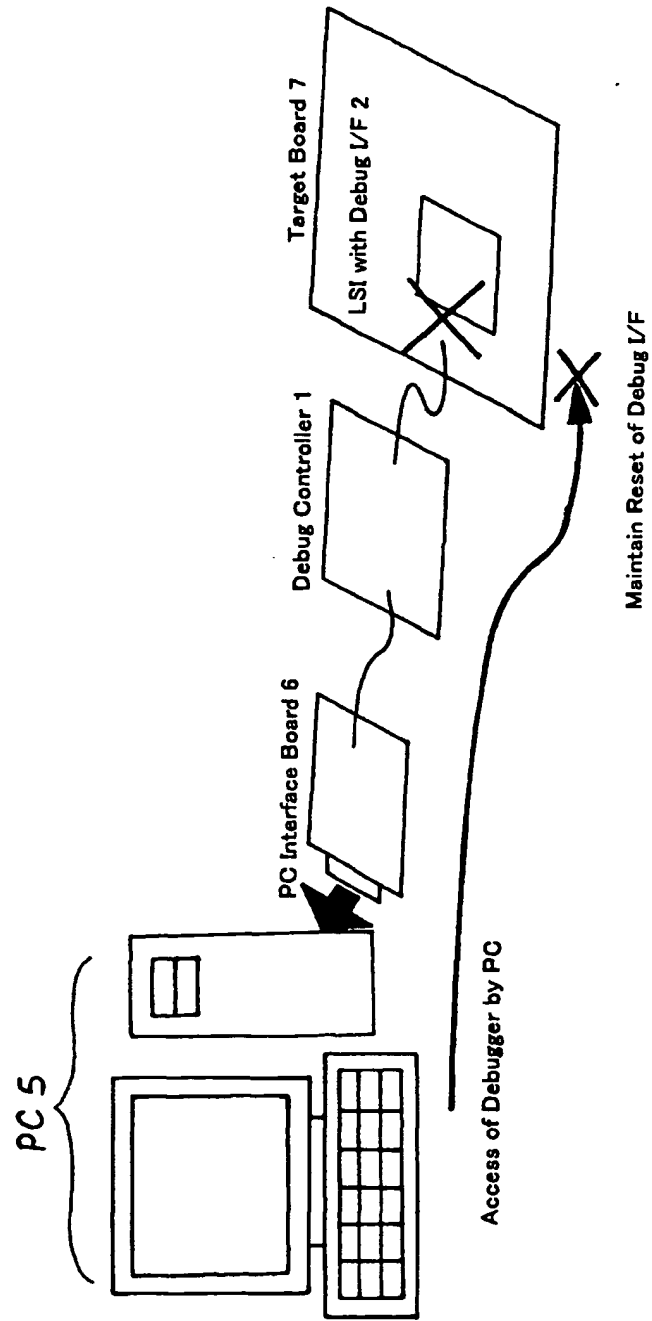 PC 5
PC Interface Board 6
Debug Controller 1
Target Board 7
LSI with Debug I/F 2
Access of Debugger by PC
Maintain Reset of Debug I/F